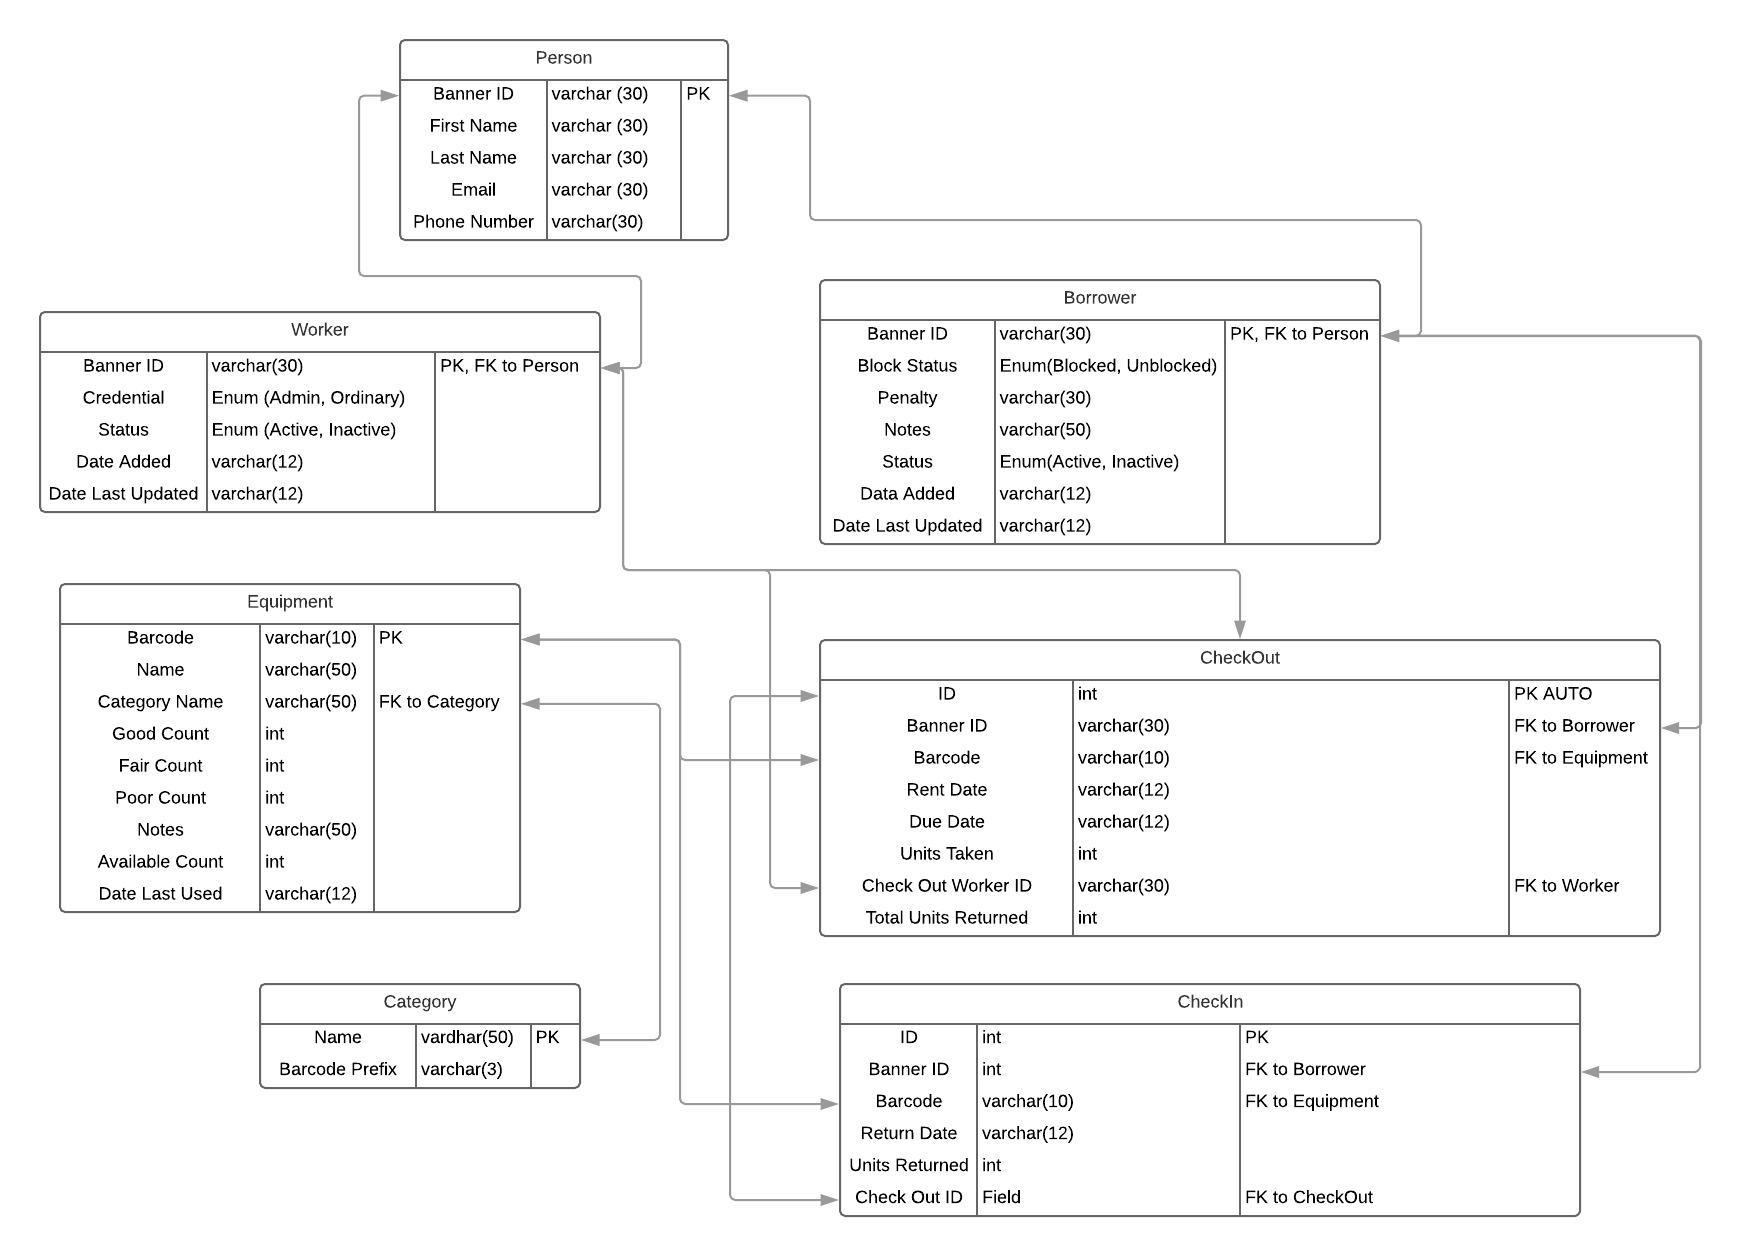 Person
Banner ID varchar (30) PK
First Name varchar (30)
Last Name varchar (30)
Email varchar (30)
Phone Number varchar(30)
Worker
Banner ID varchar(30) PK, FK to Person
Credential Enum (Admin, Ordinary)
Status Enum (Active, Inactive)
Date Added varchar(12)
Date Last Updated varchar(12)
Borrower
Banner ID varchar(30) PK, FK to Person
Block Status Enum(Blocked, Unblocked)
Penalty varchar(30)
Notes varchar(50)
Status Enum(Active, Inactive)
Data Added varchar(12)
Date Last Updated varchar(12)
Equipment
Barcode varchar(10) PK
Name varchar(50)
Category Name varchar(50) FK to Category
Good Count int
Fair Count int
Poor Count int
Notes varchar(50)
Available Count int
Date Last Used varchar(12)
CheckOut
ID int PK AUTO
Banner ID varchar(30) FK to Borrower
Barcode varchar(10) FK to Equipment
Rent Date varchar(12)
Due Date varchar(12)
Units Taken int
Check Out Worker ID varchar(30) FK to Worker
Total Units Returned int
Category
Name vardhar(50) PK
Barcode Prefix varchar(3)
CheckIn
ID int PK
Banner ID int FK to Borrower
Barcode varchar(10) FK to Equipment
Return Date varchar(12)
Units Returned int
Check Out ID Field FK to CheckOut